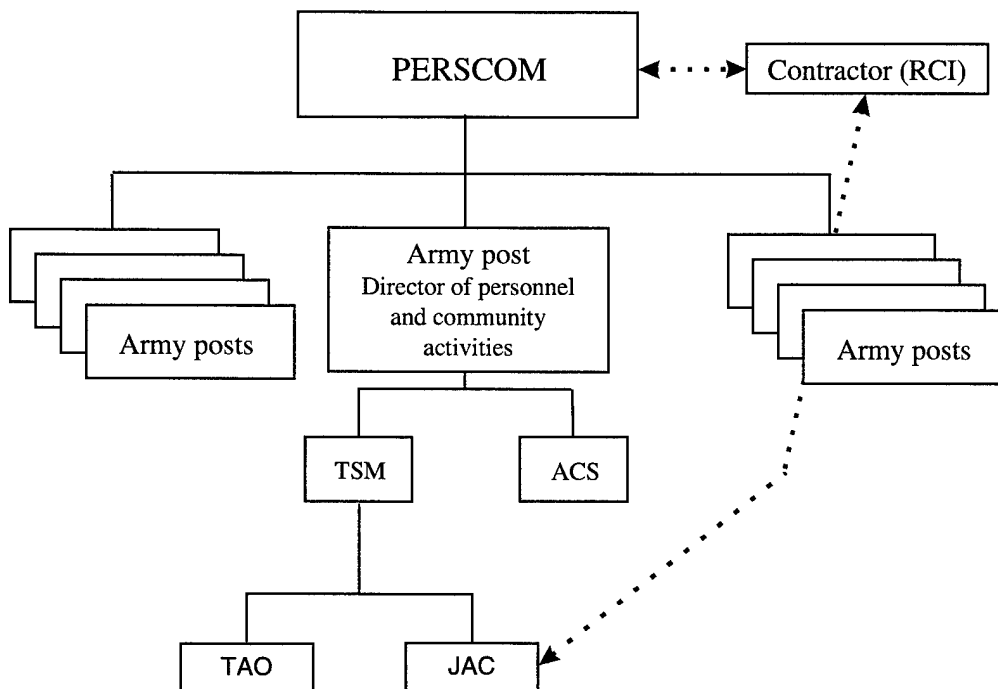 PERSCOM
Contractor (RCI)
Army posts
Army post
Director of personnel
and community
activities
Army posts
TSM
ACS
TAO
JAC